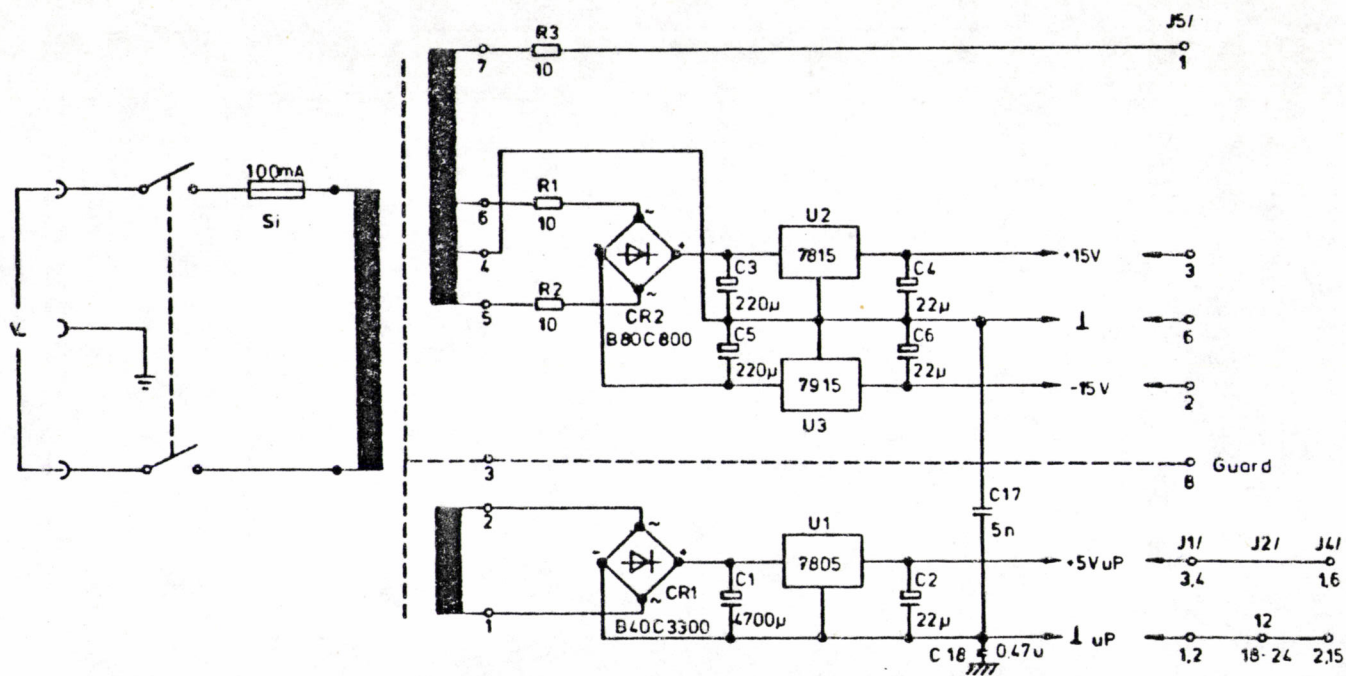 J5/
R3
7
10
1
100mA
Si
R1
6
10
U2
4
7815
+15V
3
C3
C4
R2
220µ
22µ
5
10
CR2
⊥
6
B80C800
C5
C6
220µ
22µ
7915
-15V
2
U3
V
3
Guard
8
C17
5n
2
U1
~
-
+
7805
+5VuP
J1/
J2/
J4/
3,4
1,6
C1
C2
CR1
1
B40C3300
4700µ
22µ
⊥ uP
12
C18
0.47u
1,2
18-24
2,15